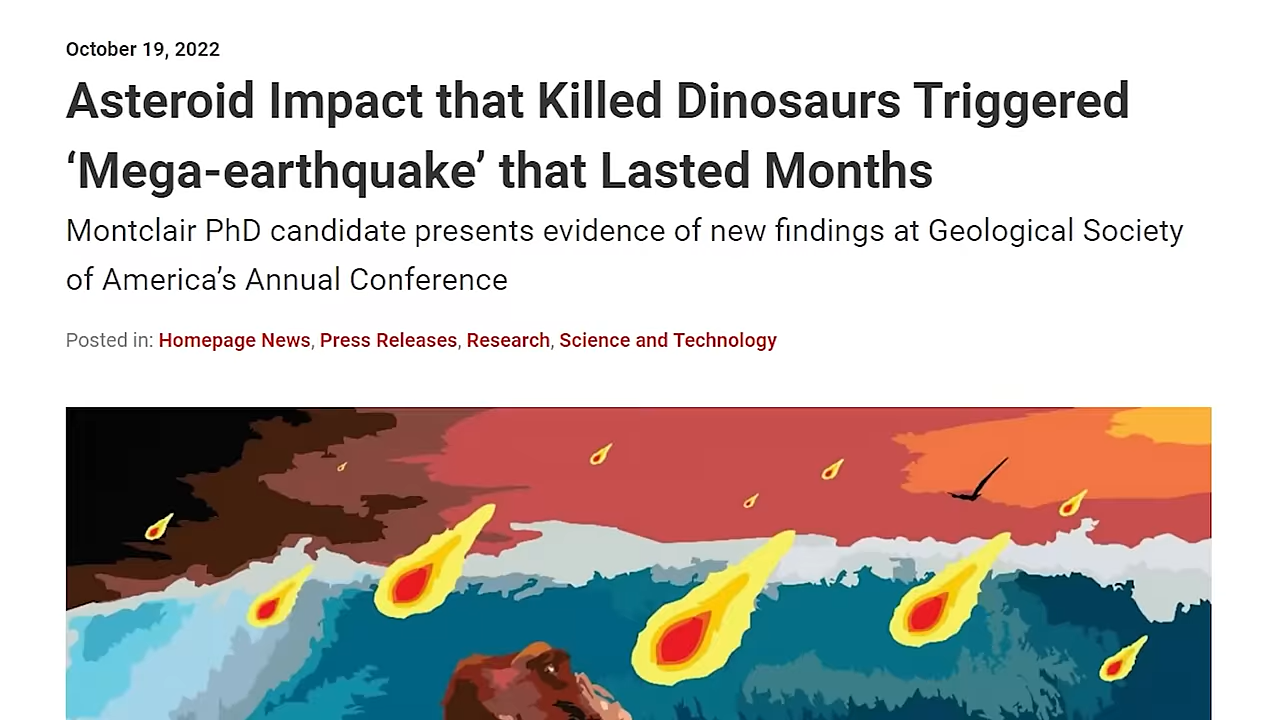 October 19, 2022
Asteroid Impact that Killed Dinosaurs Triggered
‘Mega-earthquake’ that Lasted Months
Montclair PhD candidate presents evidence of new findings at Geological Society
of America’s Annual Conference
Posted in: Homepage News, Press Releases, Research, Science and Technology